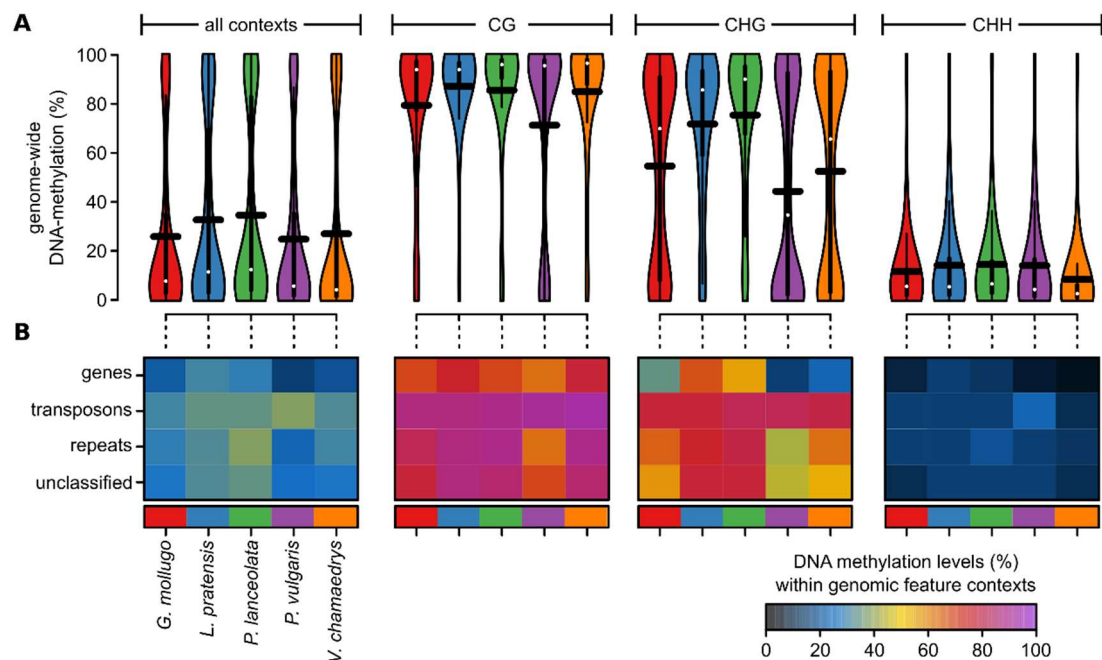 A
all contexts
CG
CHG
CHH
genome-wide
DNA-methylation (%)
100
80
60
40
20
0
B
genes
transposons
repeats
unclassified
G. mollugo
L. pratensis
P. lanceolata
P. vulgaris
V. chamaedrys
DNA methylation levels (%)
within genomic feature contexts
0 20 40 60 80 100